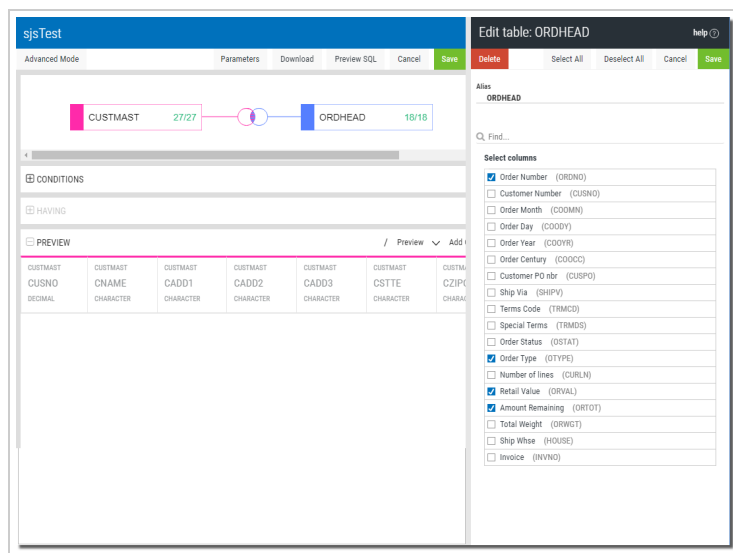 sjsTest
Advanced Mode Parameters Download Preview SQL Cancel Save
CUSTMAST 27/27 ORDHEAD 18/18
CONDITIONS
HAVING
PREVIEW / Preview Add
CUSTMAST CUSTMAST CUSTMAST CUSTMAST CUSTMAST CUSTMAST CUSTMA
CUSNO CNAME CADD1 CADD2 CADD3 CSTTE CZIP
DECIMAL CHARACTER CHARACTER CHARACTER CHARACTER CHARACTER CHARA
Edit table: ORDHEAD help
Delete Select All Deselect All Cancel Save
Alias
ORDHEAD
Find...
Select columns
Order Number (ORDNO)
Customer Number (CUSNO)
Order Month (COOMN)
Order Day (COODY)
Order Year (COOYR)
Order Century (COOCC)
Customer PO nbr (CUSPO)
Ship Via (SHIPV)
Terms Code (TRMCD)
Special Terms (TRMDS)
Order Status (OSTAT)
Order Type (OTYPE)
Number of lines (CURLN)
Retail Value (ORVAL)
Amount Remaining (ORTOT)
Total Weight (ORWGT)
Ship Whse (HOUSE)
Invoice (INVNO)